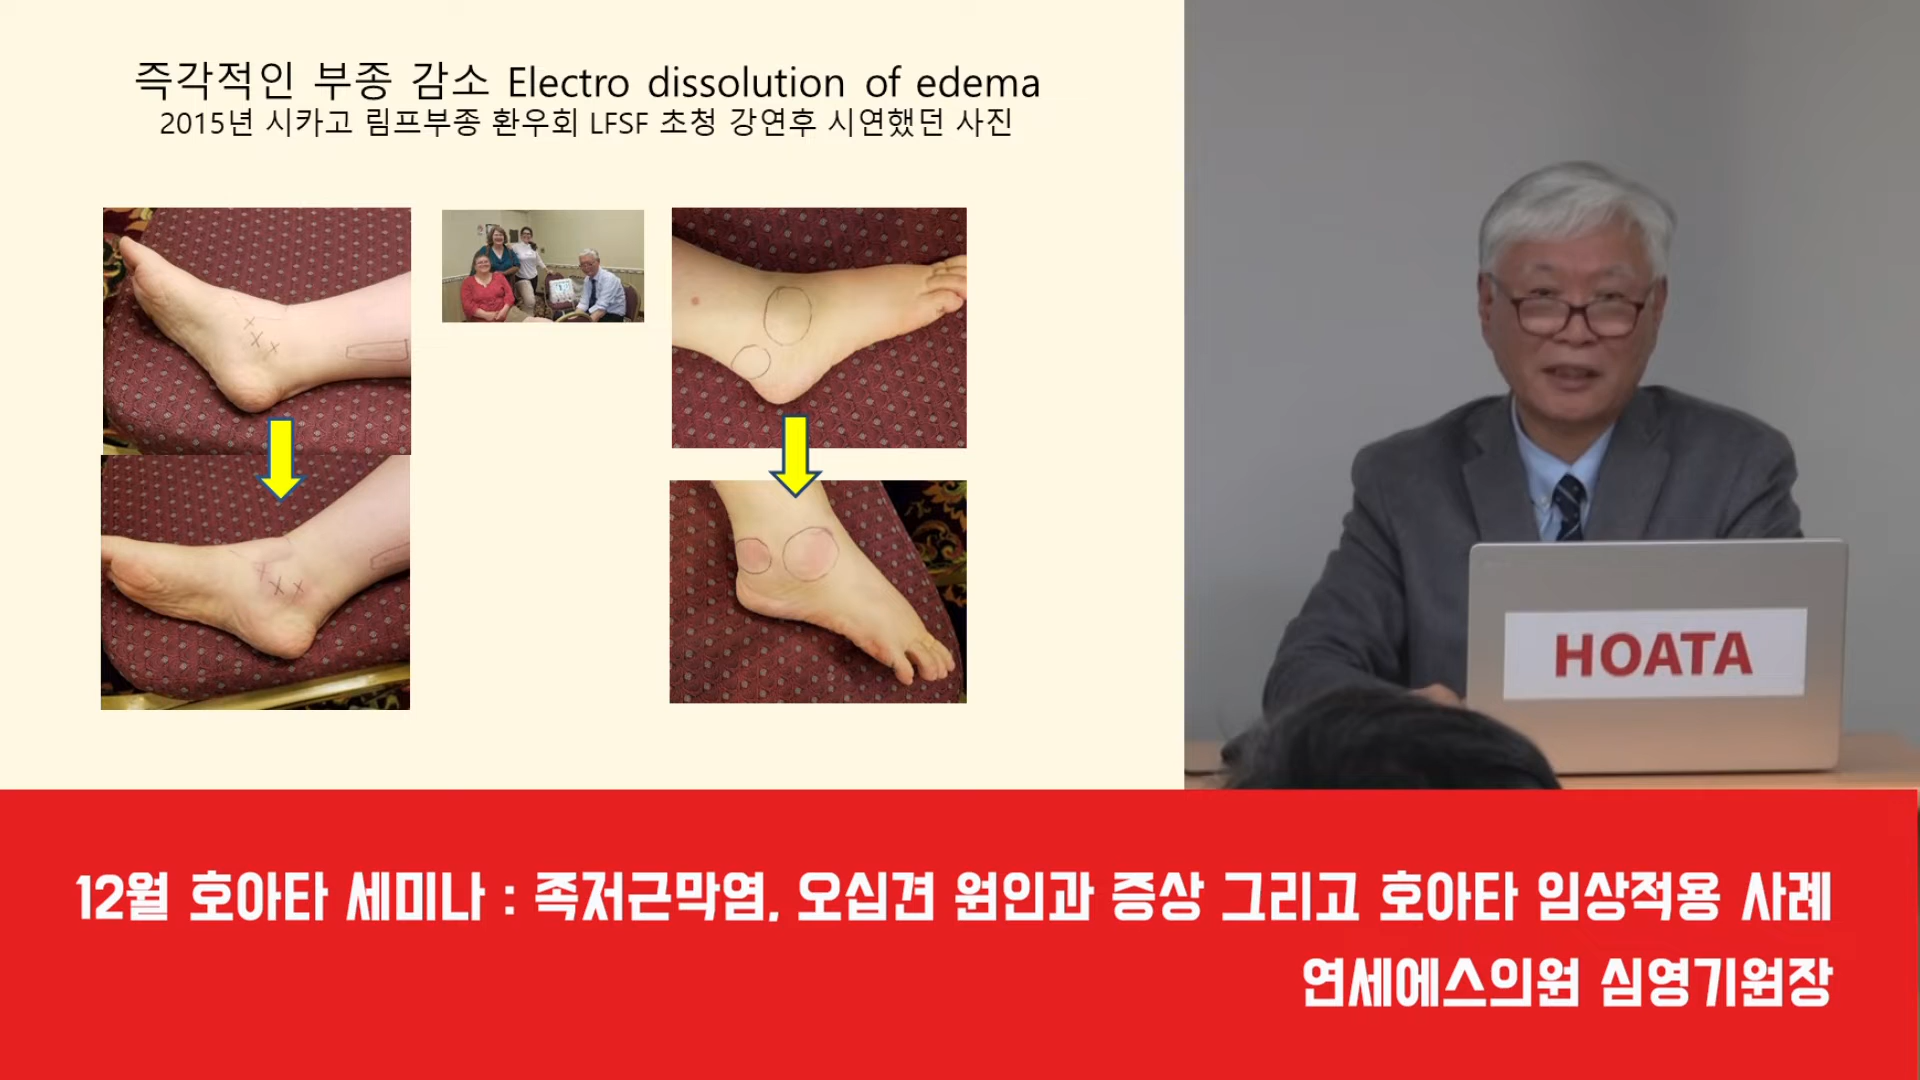 즉각적인 부종 감소 Electro dissolution of edema
2015년 시카고 림프부종 환우회 LFSF 초청 강연후 시연했던 사진
HOATA
12월 호아타 세미나 : 족저근막염, 오십견 원인과 증상 그리고 호아타 임상적용 사례
연세에스의원 심영기원장